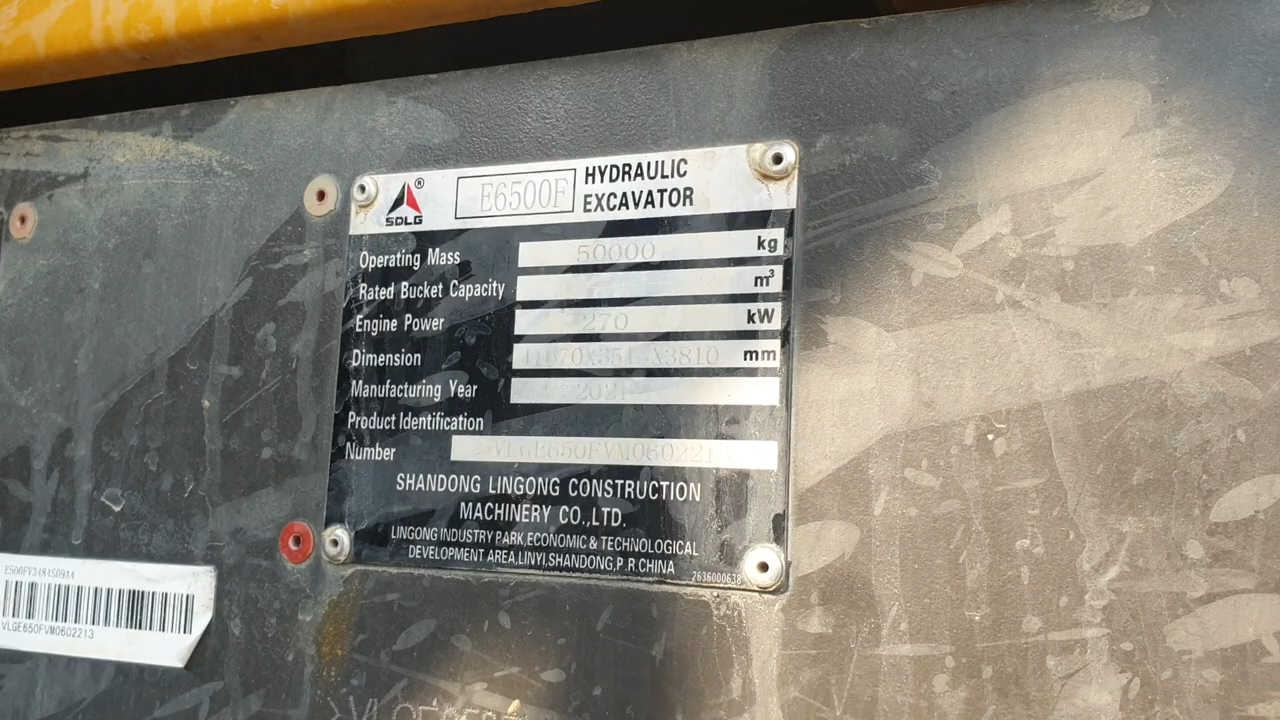 SDLG ®
E6500F
HYDRAULIC
EXCAVATOR
Operating Mass 50000 kg
Rated Bucket Capacity m³
Engine Power 270 kW
Dimension mm
Manufacturing Year 2021
Product Identification
Number VLGE650FVM0602213
SHANDONG LINGONG CONSTRUCTION
MACHINERY CO.,LTD.
LINGONG INDUSTRY PARK,ECONOMIC & TECHNOLOGICAL
DEVELOPMENT AREA,LINYI,SHANDONG,P.R.CHINA
2636000638
VLGE650FVM0602213